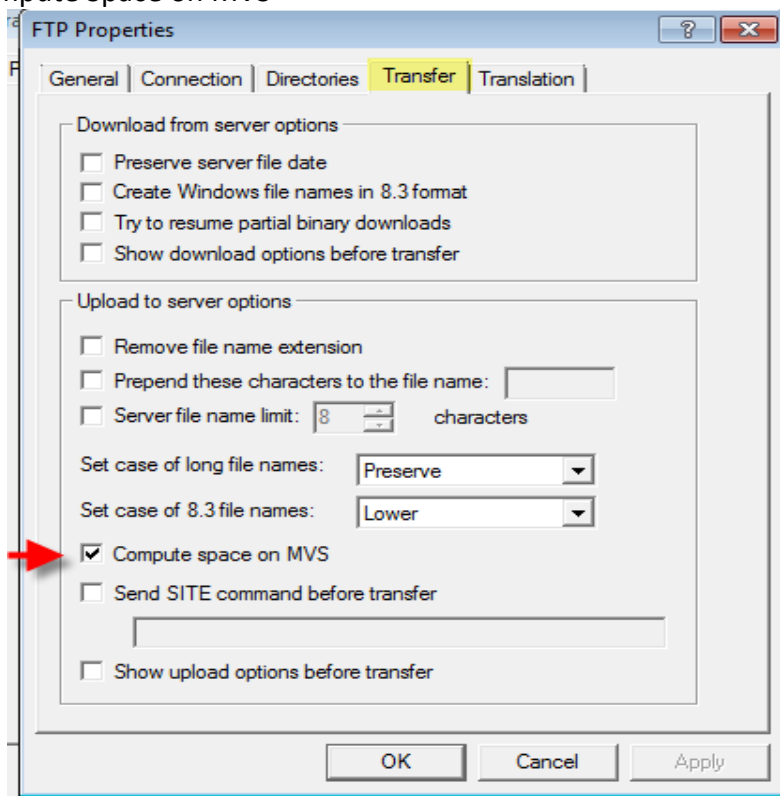 mpute space on MVS
FTP Properties
General Connection Directories Transfer Translation
Download from server options
Preserve server file date
Create Windows file names in 8.3 format
Try to resume partial binary downloads
Show download options before transfer
Upload to server options
Remove file name extension
Prepend these characters to the file name:
Server file name limit: 8 characters
Set case of long file names: Preserve
Set case of 8.3 file names: Lower
Compute space on MVS
Send SITE command before transfer
Show upload options before transfer
OK Cancel Apply